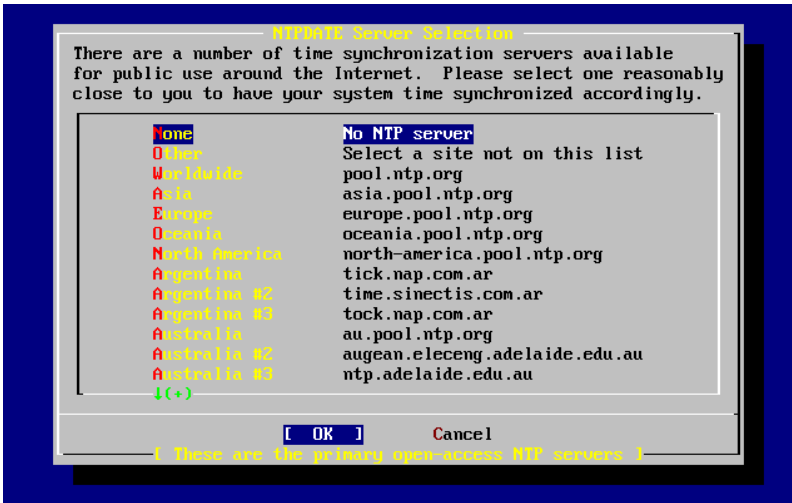 NTPDATE Server Selection
There are a number of time synchronization servers available
for public use around the Internet.  Please select one reasonably
close to you to have your system time synchronized accordingly.
None No NTP server
Other Select a site not on this list
Worldwide pool.ntp.org
Asia asia.pool.ntp.org
Europe europe.pool.ntp.org
Oceania oceania.pool.ntp.org
North America north-america.pool.ntp.org
Argentina tick.nap.com.ar
Argentina #2 time.sinectis.com.ar
Argentina #3 tock.nap.com.ar
Australia au.pool.ntp.org
Australia #2 augean.eleceng.adelaide.edu.au
Australia #3 ntp.adelaide.edu.au
↓(+)
[ OK ] Cancel
[ These are the primary open-access NTP servers ]